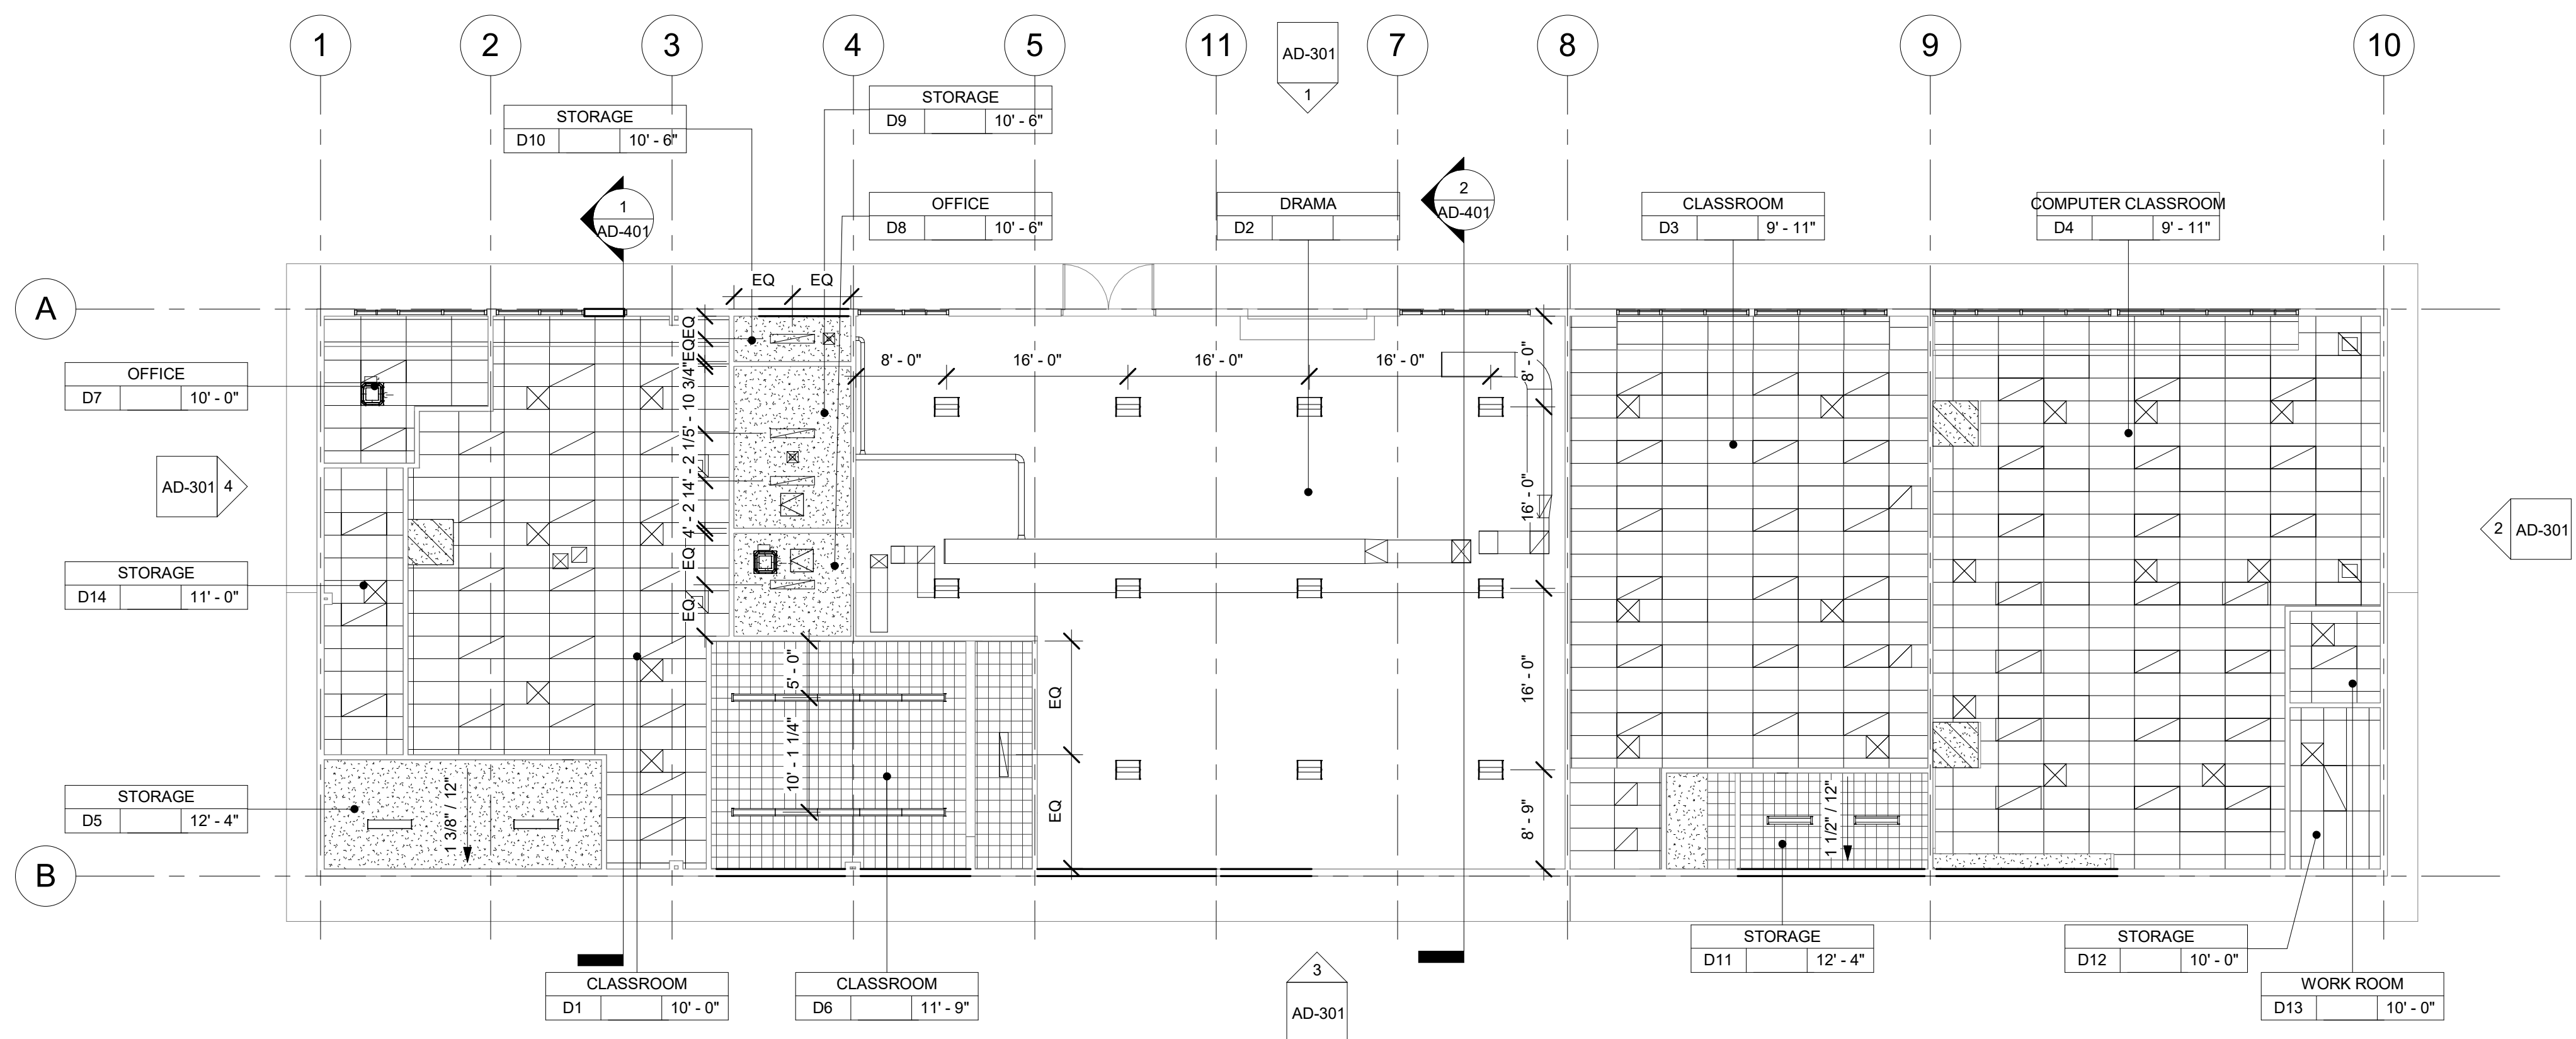 1 2 3 4 5 11 7 8 9 10
AD-301
1
STORAGE
D10 10' - 6"
STORAGE
D9 10' - 6"
1
AD-401
OFFICE
D8 10' - 6"
DRAMA
D2
2
AD-401
CLASSROOM
D3 9' - 11"
COMPUTER CLASSROOM
D4 9' - 11"
EQ EQ
A
8' - 0" 16' - 0" 16' - 0" 16' - 0"
OFFICE
D7 10' - 0"
AD-301 4
2 AD-301
STORAGE
D14 11' - 0"
STORAGE
D5 12' - 4"
B
EQ
EQ
EQ
EQ
8' - 0"
16' - 0"
16' - 0"
8' - 9"
5' - 0"
10' - 1 1/4"
EQ
EQ
1 3/8" / 12"
1 1/2" / 12"
STORAGE
D11 12' - 4"
STORAGE
D12 10' - 0"
CLASSROOM
D1 10' - 0"
CLASSROOM
D6 11' - 9"
3
AD-301
WORK ROOM
D13 10' - 0"